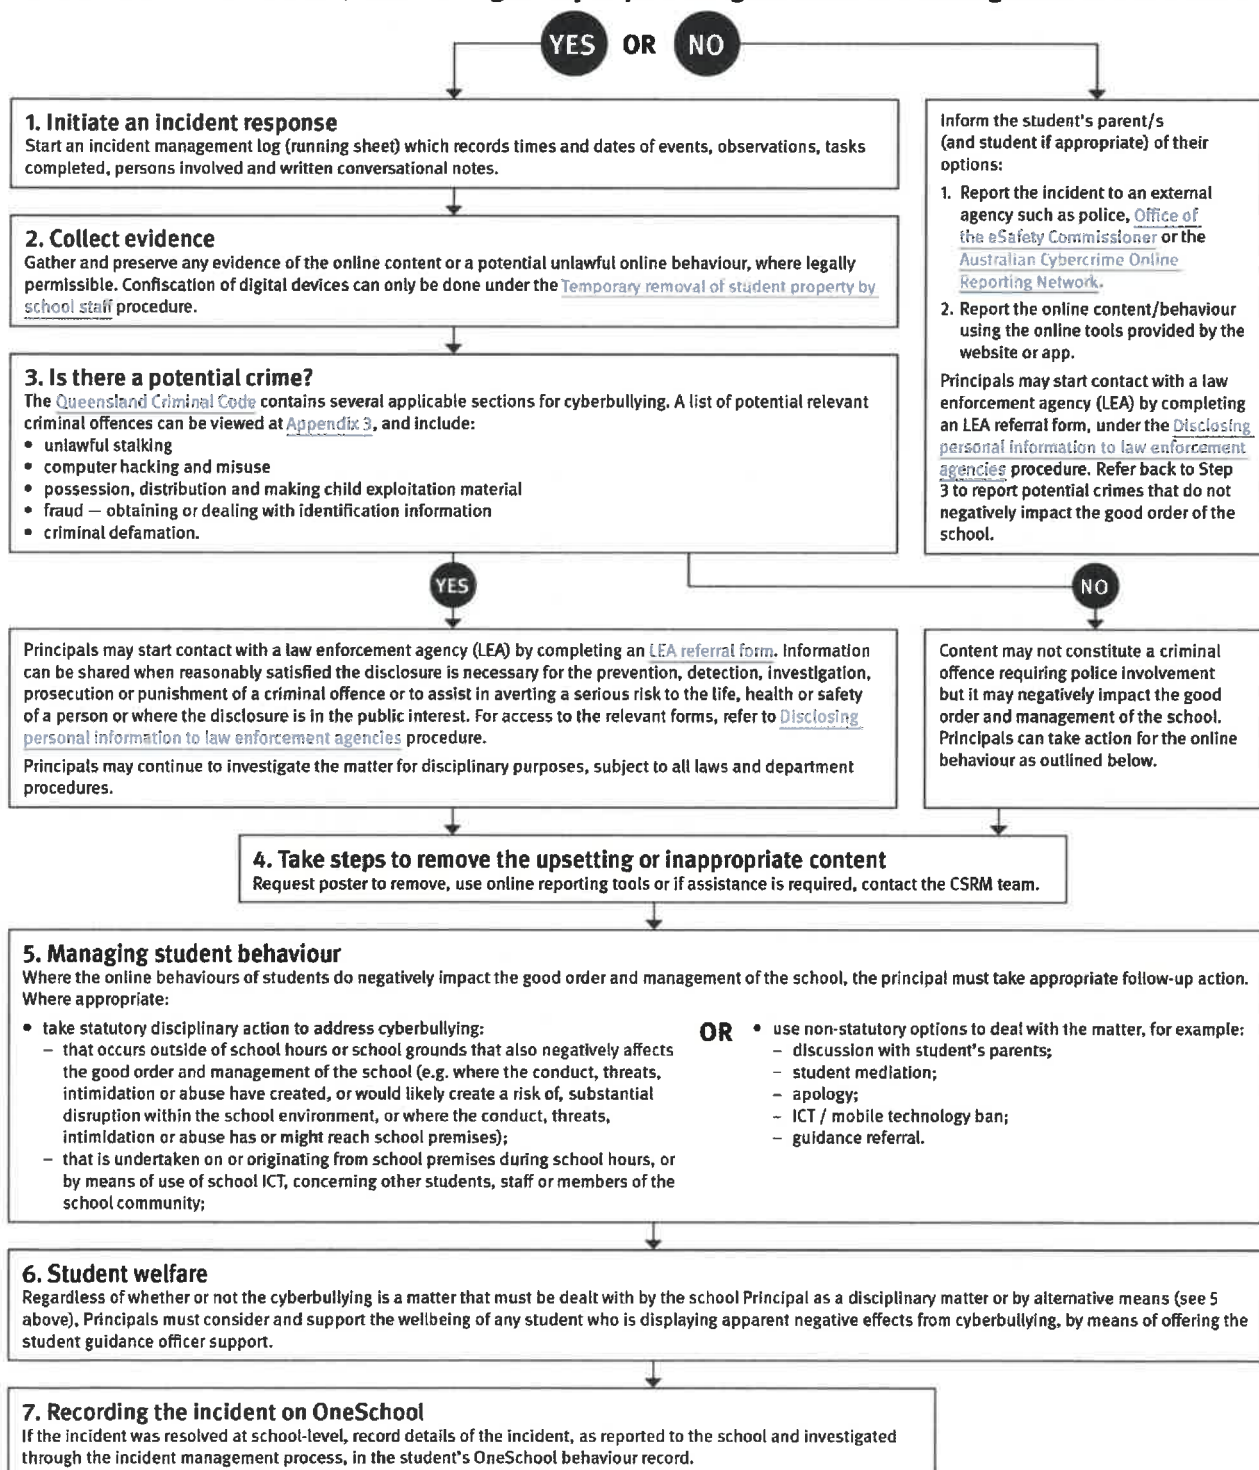 YES OR NO
1. Initiate an incident response
Start an incident management log (running sheet) which records times and dates of events, observations, tasks
completed, persons involved and written conversational notes.
2. Collect evidence
Gather and preserve any evidence of the online content or a potential unlawful online behaviour, where legally
permissible. Confiscation of digital devices can only be done under the Temporary removal of student property by
school staff procedure.
3. Is there a potential crime?
The Queensland Criminal Code contains several applicable sections for cyberbullying. A list of potential relevant
criminal offences can be viewed at Appendix 3, and include:
• unlawful stalking
• computer hacking and misuse
• possession, distribution and making child exploitation material
• fraud — obtaining or dealing with identification information
• criminal defamation.
Inform the student's parent/s
(and student if appropriate) of their
options:
1. Report the incident to an external
agency such as police, Office of
the eSafety Commissioner or the
Australian Cybercrime Online
Reporting Network.
2. Report the online content/behaviour
using the online tools provided by the
website or app.
Principals may start contact with a law
enforcement agency (LEA) by completing
an LEA referral form, under the Disclosing
personal information to law enforcement
agencies procedure. Refer back to Step
3 to report potential crimes that do not
negatively impact the good order of the
school.
YES
NO
Principals may start contact with a law enforcement agency (LEA) by completing an LEA referral form. Information
can be shared when reasonably satisfied the disclosure is necessary for the prevention, detection, investigation,
prosecution or punishment of a criminal offence or to assist in averting a serious risk to the life, health or safety
of a person or where the disclosure is in the public interest. For access to the relevant forms, refer to Disclosing
personal information to law enforcement agencies procedure.
Principals may continue to investigate the matter for disciplinary purposes, subject to all laws and department
procedures.
Content may not constitute a criminal
offence requiring police involvement
but it may negatively impact the good
order and management of the school.
Principals can take action for the online
behaviour as outlined below.
4. Take steps to remove the upsetting or inappropriate content
Request poster to remove, use online reporting tools or if assistance is required, contact the CSRM team.
5. Managing student behaviour
Where the online behaviours of students do negatively impact the good order and management of the school, the principal must take appropriate follow-up action.
Where appropriate:
• take statutory disciplinary action to address cyberbullying:
– that occurs outside of school hours or school grounds that also negatively affects
the good order and management of the school (e.g. where the conduct, threats,
intimidation or abuse have created, or would likely create a risk of, substantial
disruption within the school environment, or where the conduct, threats,
intimidation or abuse has or might reach school premises);
– that is undertaken on or originating from school premises during school hours, or
by means of use of school ICT, concerning other students, staff or members of the
school community;
OR
• use non-statutory options to deal with the matter, for example:
– discussion with student's parents;
– student mediation;
– apology;
– ICT / mobile technology ban;
– guidance referral.
6. Student welfare
Regardless of whether or not the cyberbullying is a matter that must be dealt with by the school Principal as a disciplinary matter or by alternative means (see 5
above), Principals must consider and support the wellbeing of any student who is displaying apparent negative effects from cyberbullying, by means of offering the
student guidance officer support.
7. Recording the incident on OneSchool
If the incident was resolved at school-level, record details of the incident, as reported to the school and investigated
through the incident management process, in the student's OneSchool behaviour record.